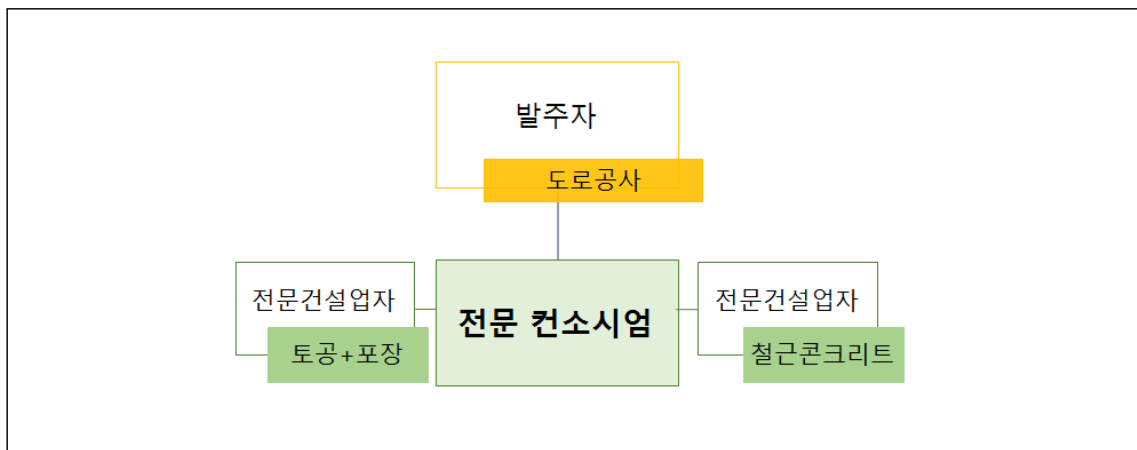 발주자
도로공사
전문건설업자
토공+포장
전문 컨소시엄
전문건설업자
철근콘크리트